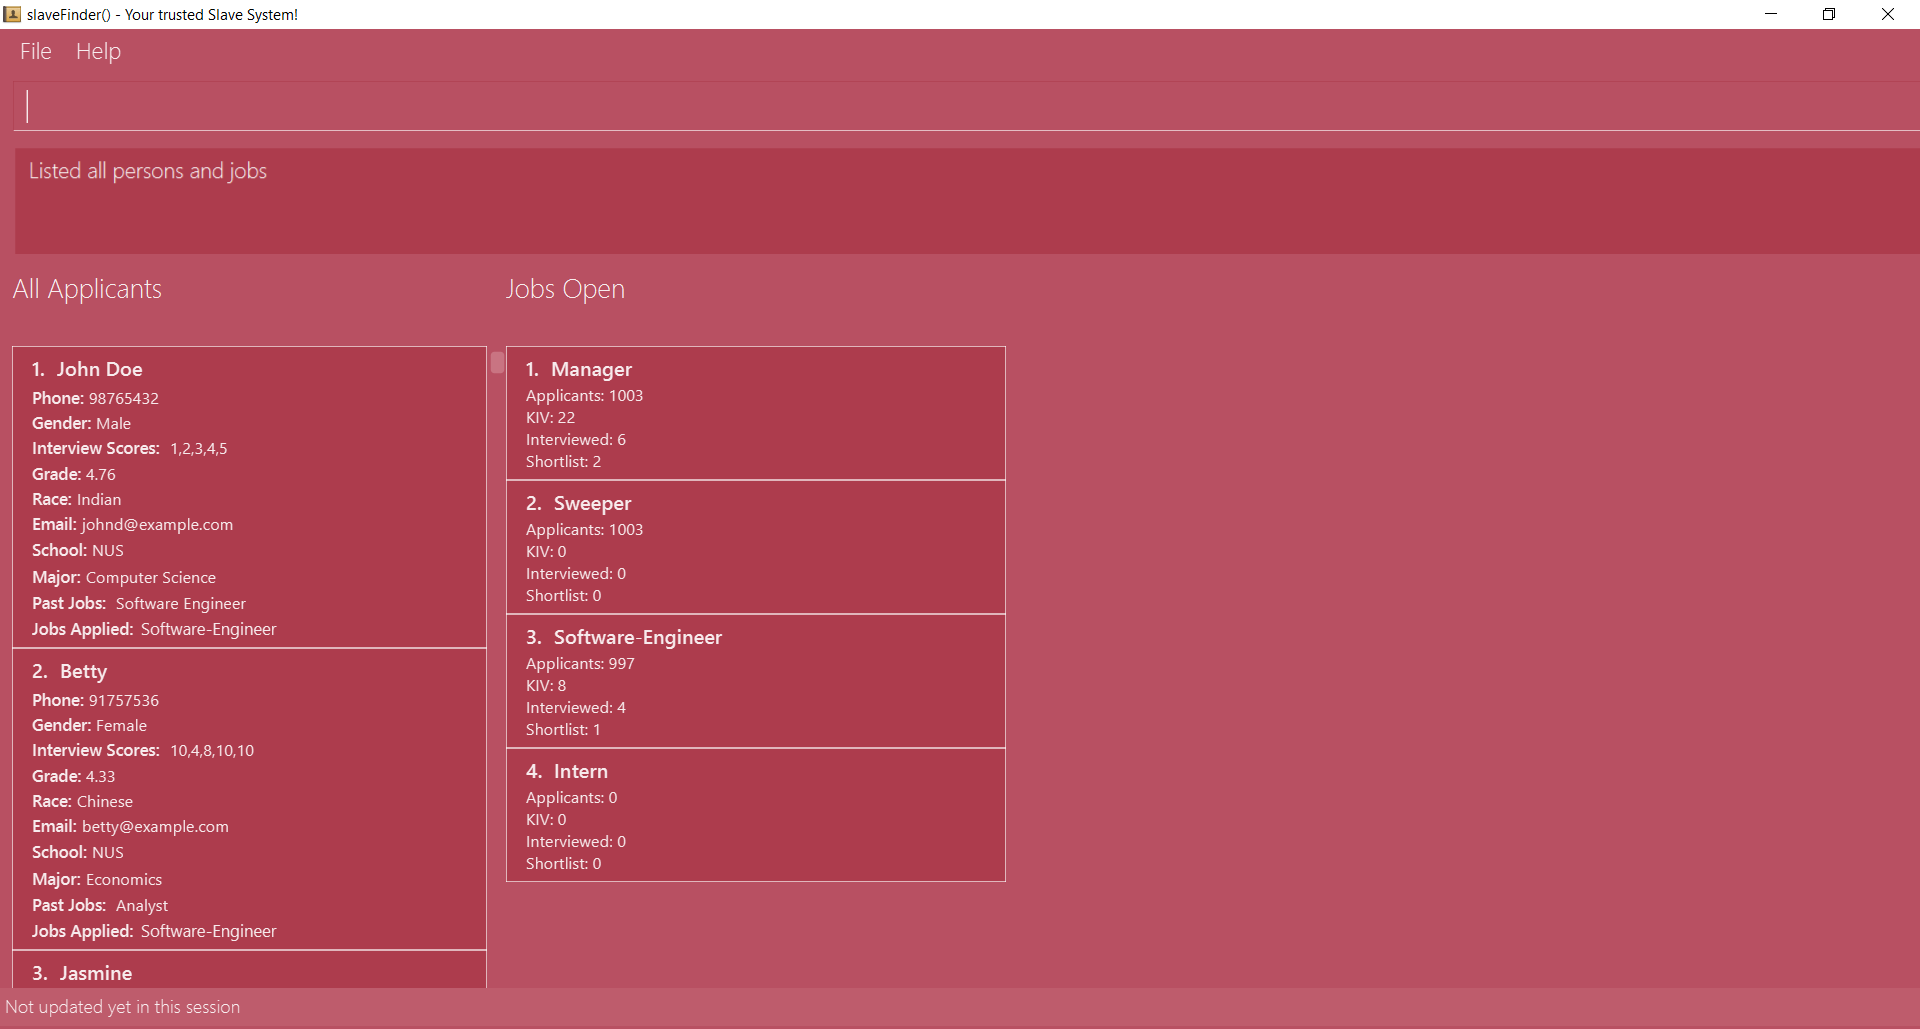 slaveFinder() - Your trusted Slave System!
File Help
Listed all persons and jobs
All Applicants
1. John Doe
Phone: 98765432
Gender: Male
Interview Scores: 1,2,3,4,5
Grade: 4.76
Race: Indian
Email: johnd@example.com
School: NUS
Major: Computer Science
Past Jobs: Software Engineer
Jobs Applied: Software-Engineer
2. Betty
Phone: 91757536
Gender: Female
Interview Scores: 10,4,8,10,10
Grade: 4.33
Race: Chinese
Email: betty@example.com
School: NUS
Major: Economics
Past Jobs: Analyst
Jobs Applied: Software-Engineer
3. Jasmine
Jobs Open
1. Manager
Applicants: 1003
KIV: 22
Interviewed: 6
Shortlist: 2
2. Sweeper
Applicants: 1003
KIV: 0
Interviewed: 0
Shortlist: 0
3. Software-Engineer
Applicants: 997
KIV: 8
Interviewed: 4
Shortlist: 1
4. Intern
Applicants: 0
KIV: 0
Interviewed: 0
Shortlist: 0
Not updated yet in this session